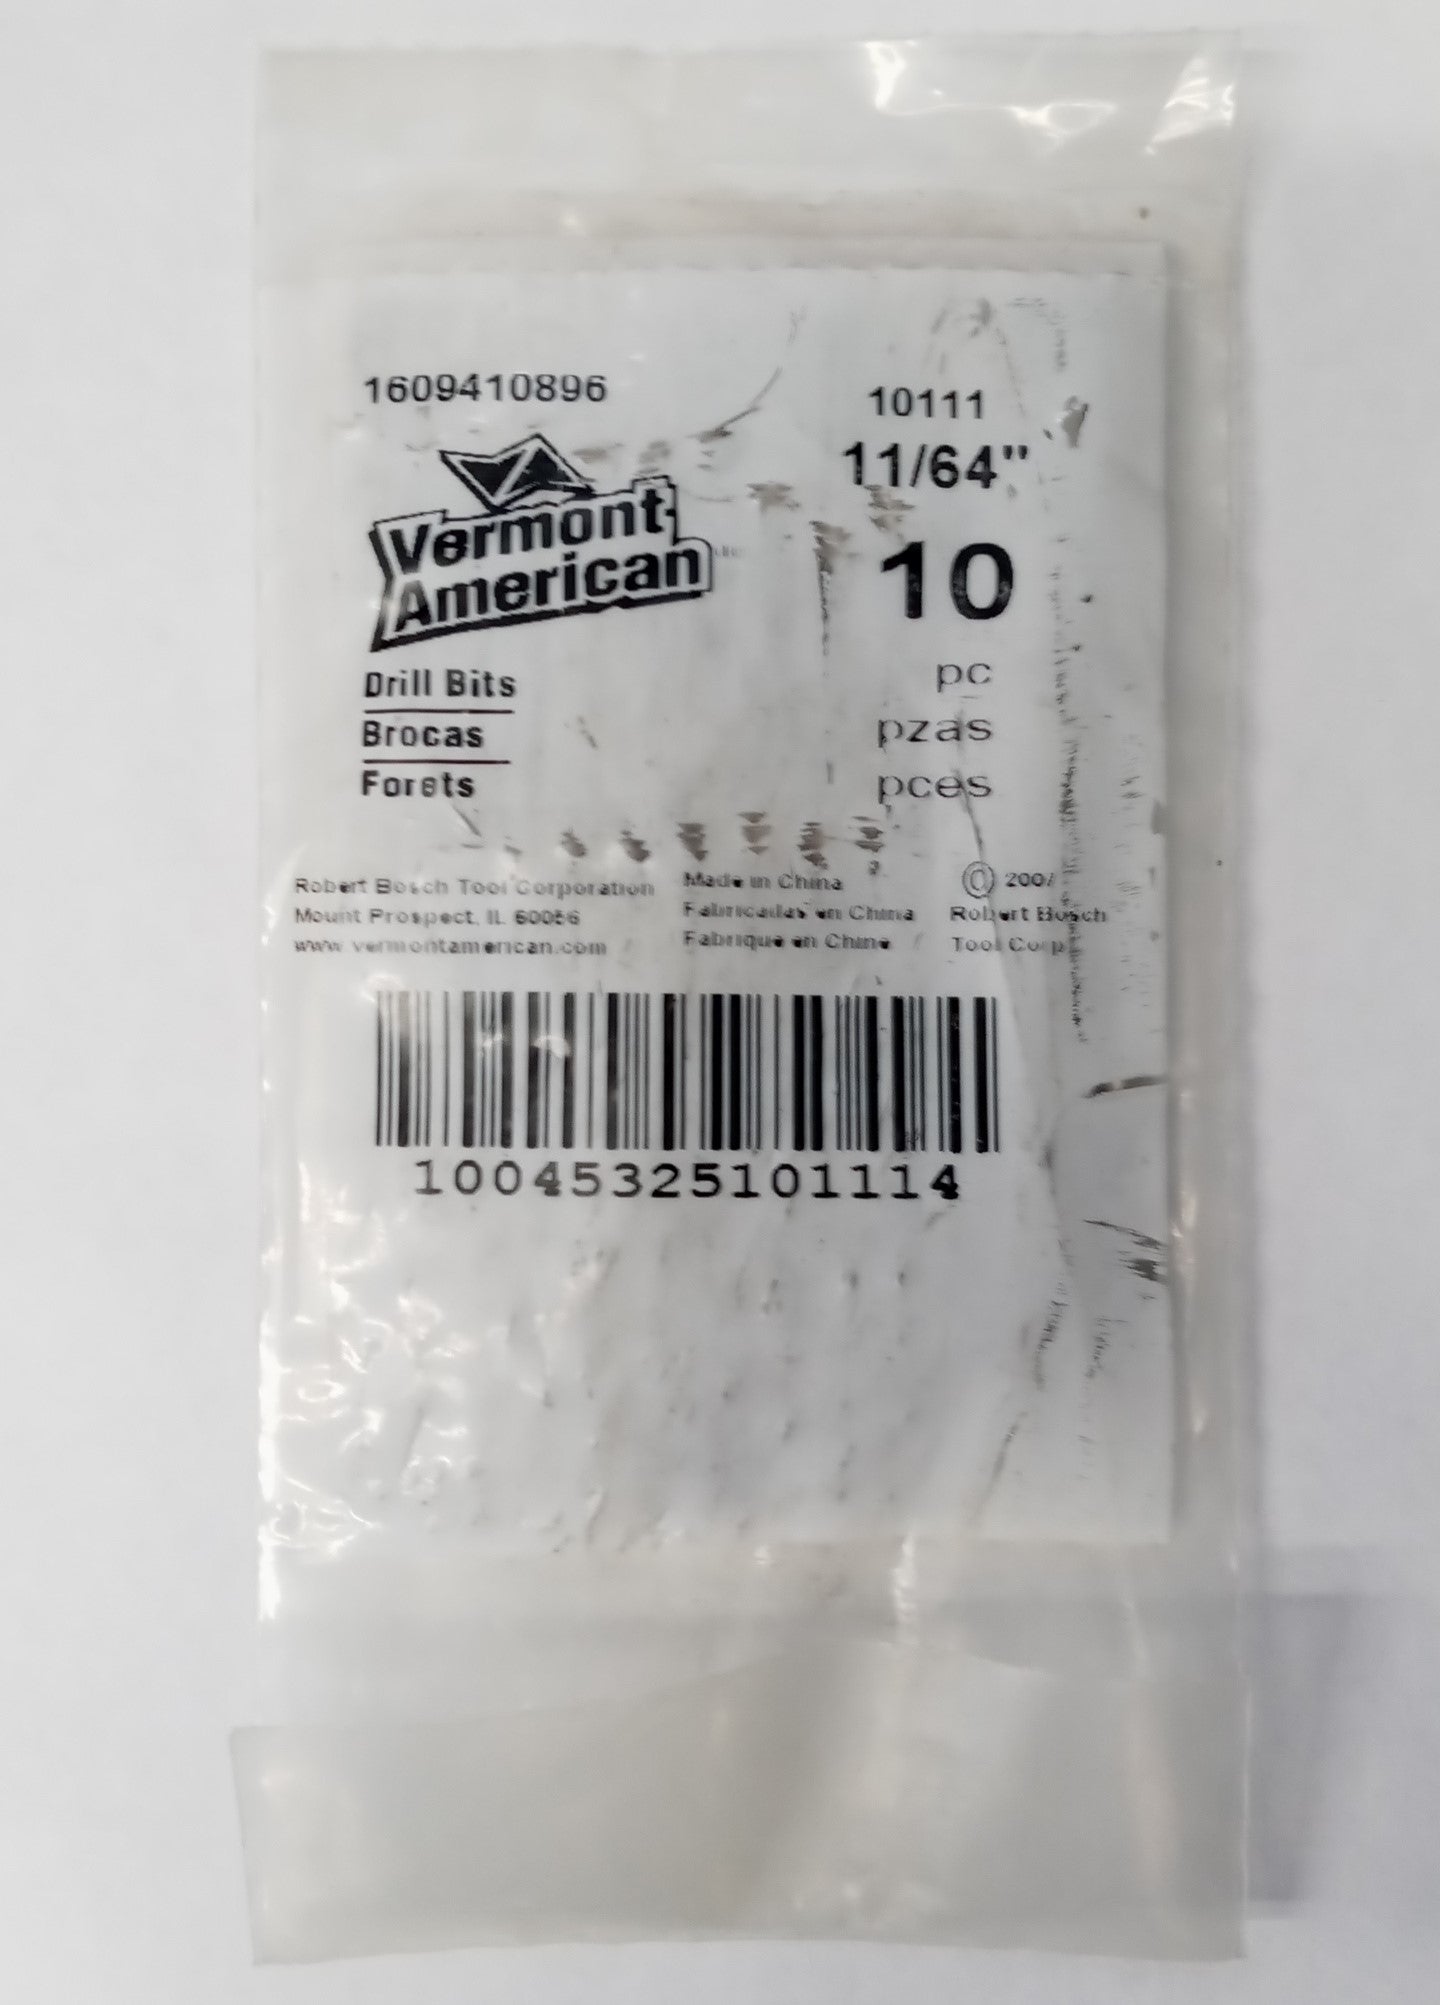 1609410896
10111
11/64"
Vermont
American
10
Drill Bits
Brocas
Forets
pc
pzas
pces
Robert Bosch Tool Corporation
Mount Prospect, IL 60056
www.vermontamerican.com
Made in China
Fabricadas en China
Fabrique en Chine
©
Robert Bosch
Tool Corp
10045325101114